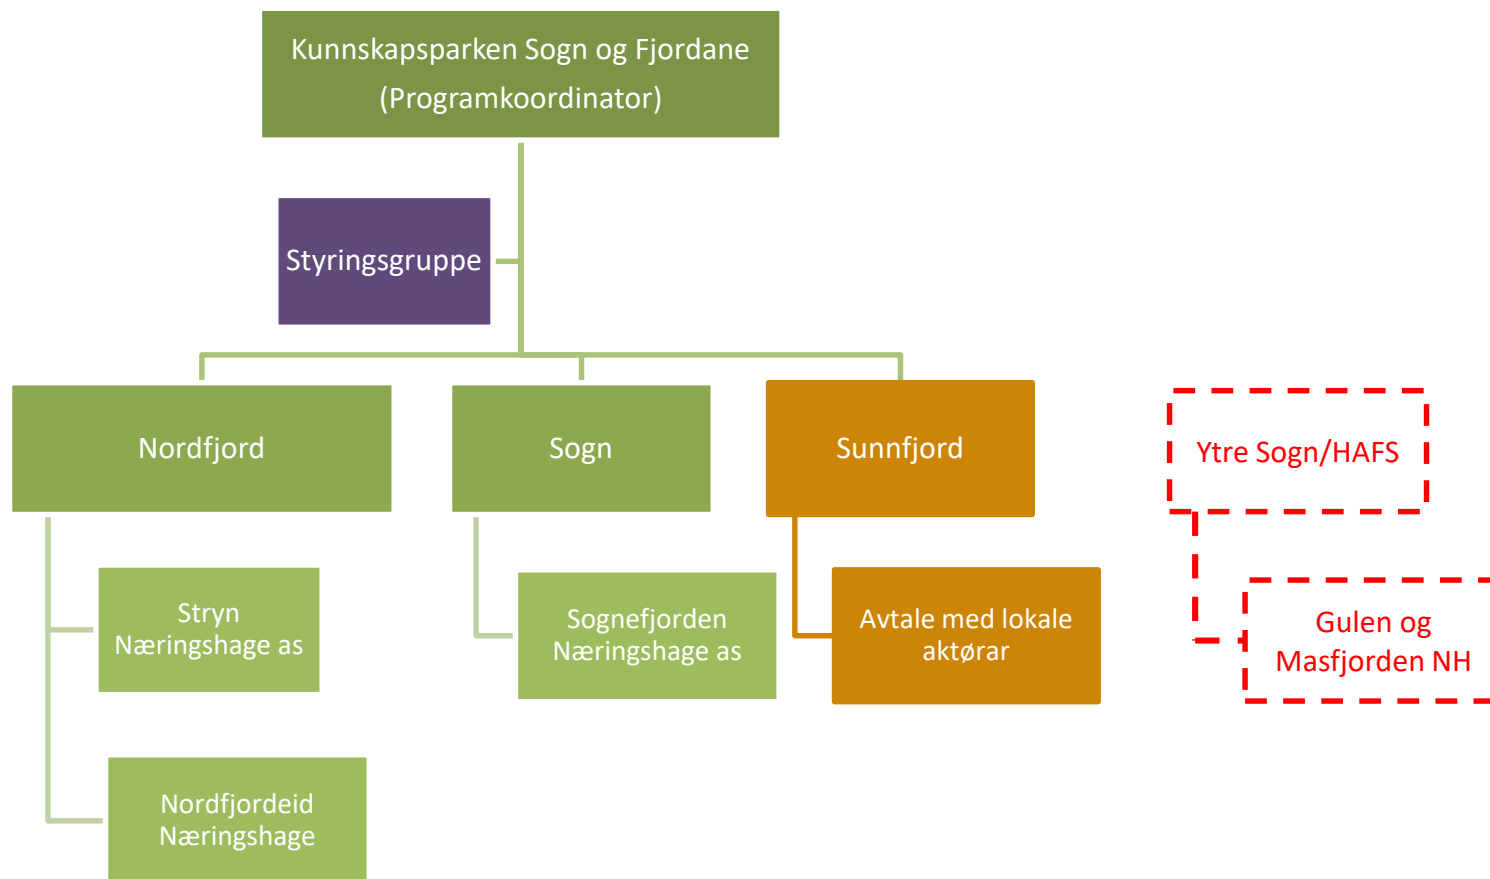 Kunnskapsparken Sogn og Fjordane
(Programkoordinator)
Styringsgruppe
Nordfjord
Sogn
Sunnfjord
Ytre Sogn/HAFS
Stryn
Næringshage as
Sognefjorden
Næringshage as
Avtale med lokale
aktørar
Gulen og
Masfjorden NH
Nordfjordeid
Næringshage